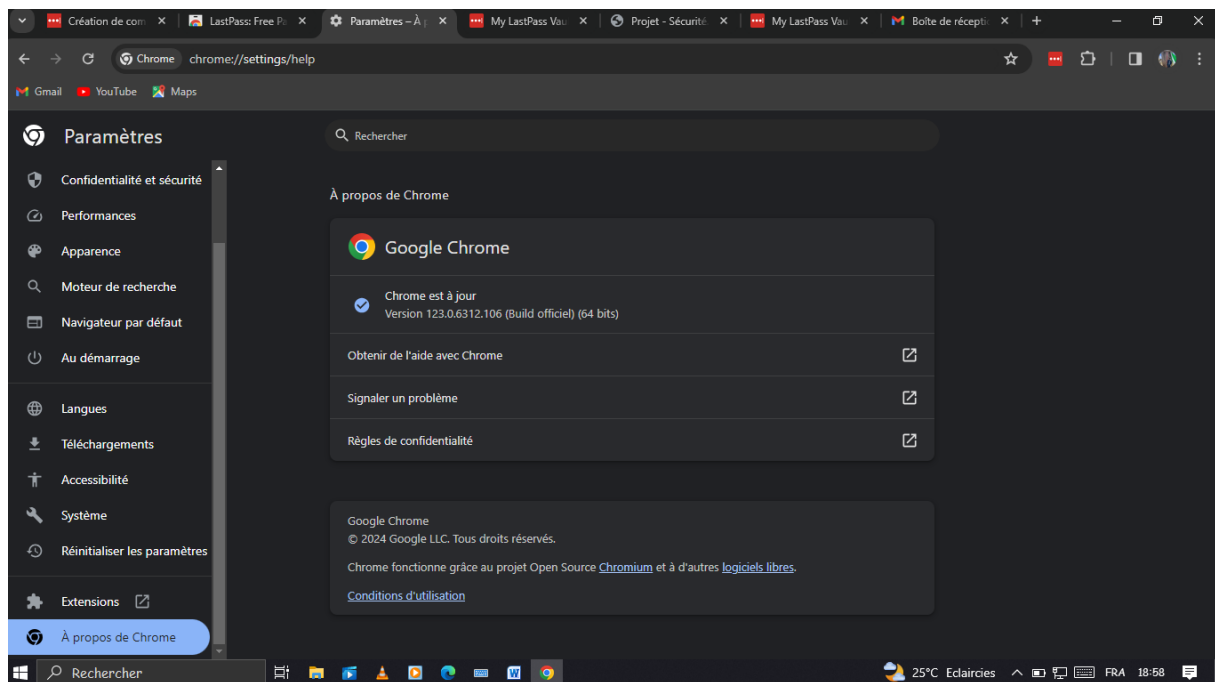 Création de com
LastPass: Free Pa
Paramètres – À p
My LastPass Vau
Projet - Sécurité
My LastPass Vau
Boîte de réceptio
Chrome
chrome://settings/help
Gmail
YouTube
Maps
Paramètres
Rechercher
Confidentialité et sécurité
Performances
Apparence
Moteur de recherche
Navigateur par défaut
Au démarrage
Langues
Téléchargements
Accessibilité
Système
Réinitialiser les paramètres
Extensions
À propos de Chrome
À propos de Chrome
Google Chrome
Chrome est à jour
Version 123.0.6312.106 (Build officiel) (64 bits)
Obtenir de l'aide avec Chrome
Signaler un problème
Règles de confidentialité
Google Chrome
© 2024 Google LLC. Tous droits réservés.
Chrome fonctionne grâce au projet Open Source Chromium et à d'autres logiciels libres.
Conditions d'utilisation
Rechercher
25°C Eclaircies
FRA
18:58